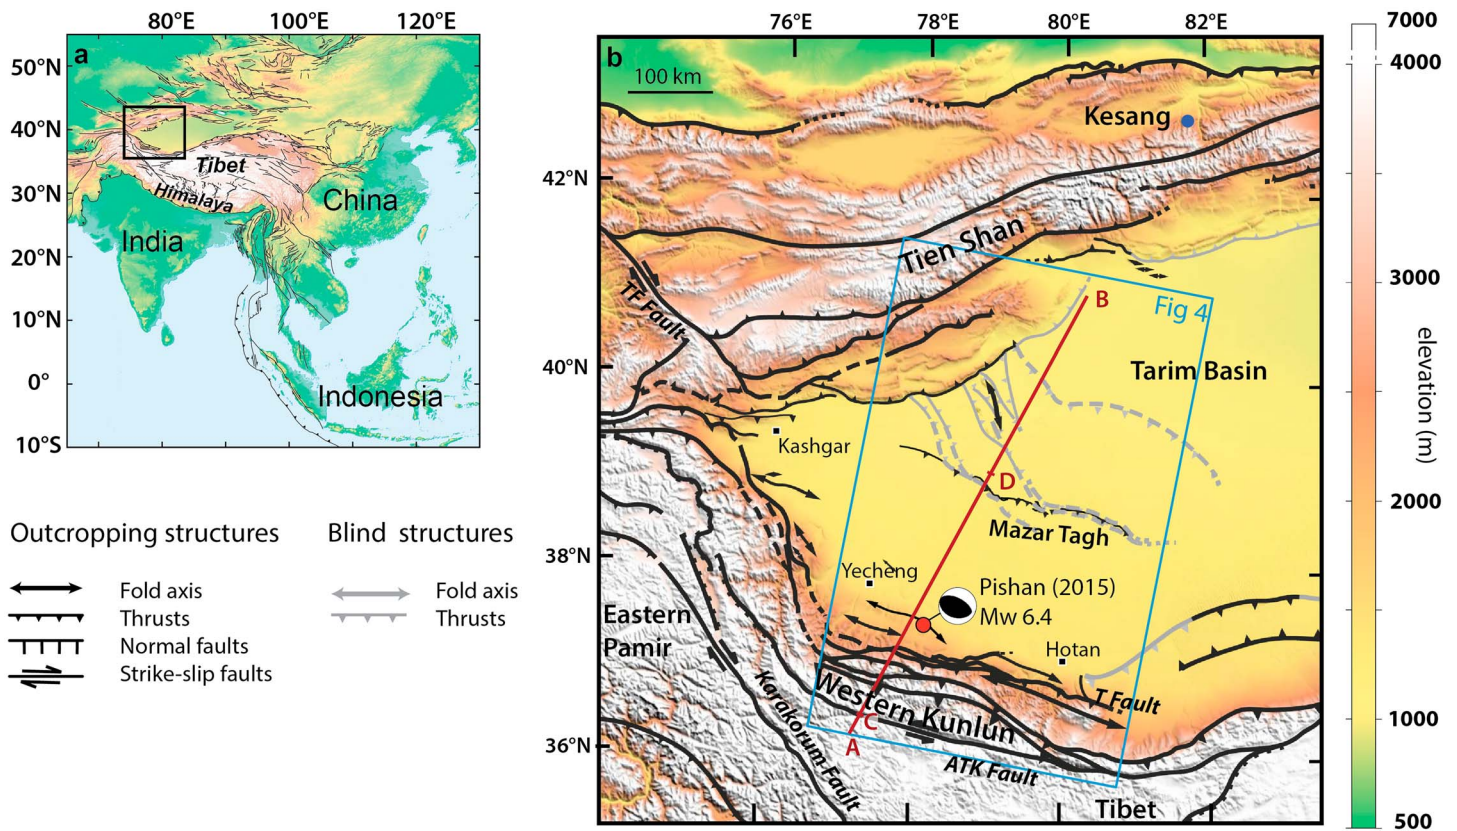 80°E
100°E
120°E
a
50°N
40°N
30°N
20°N
10°N
0°
10°S
Tibet
Himalaya
China
India
Indonesia
Outcropping structures
Fold axis
Thrusts
Normal faults
Strike-slip faults
Blind structures
Fold axis
Thrusts
76°E
78°E
80°E
82°E
b
100 km
Kesang
42°N
40°N
38°N
36°N
Tien Shan
TF Fault
B
Fig 4
Tarim Basin
Kashgar
D
Mazar Tagh
Yecheng
Pishan (2015)
Mw 6.4
Eastern
Pamir
Hotan
T Fault
Western Kunlun
Karakorum Fault
C
A
ATK Fault
Tibet
7000
4000
3000
2000
1000
500
elevation (m)